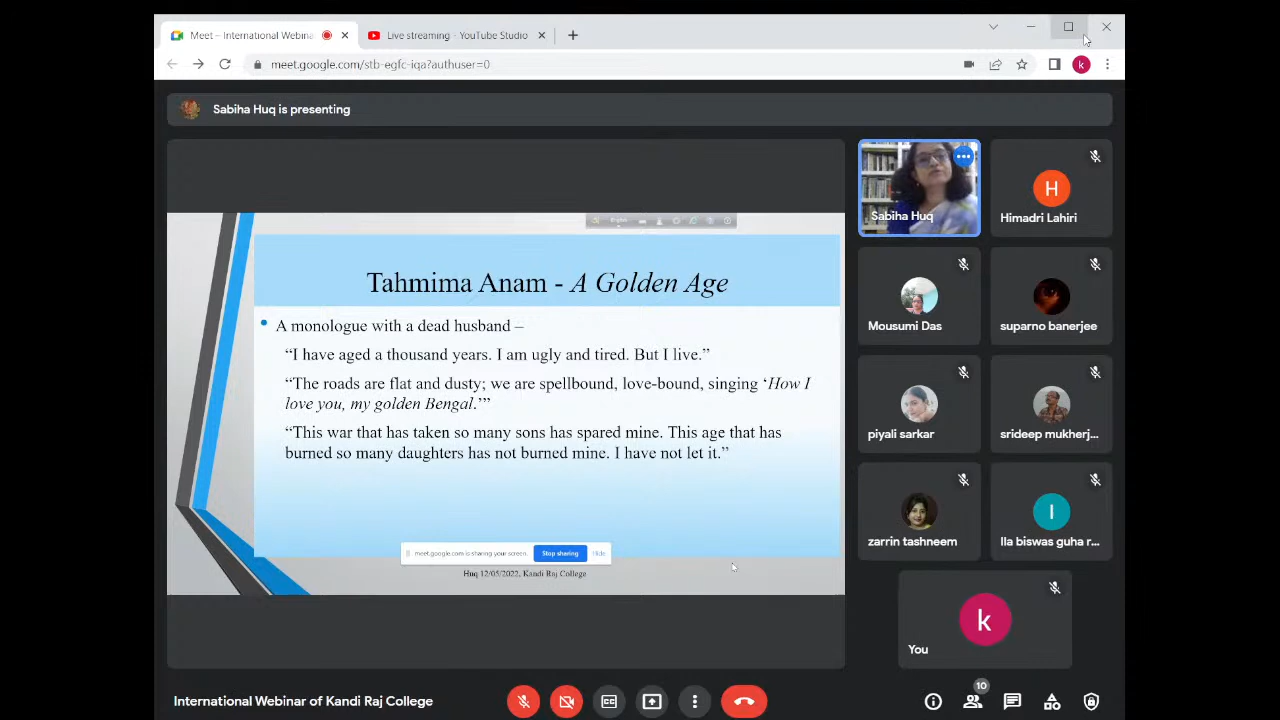 Meet – International Webina
Live streaming - YouTube Studio
meet.google.com/stb-egfc-iqa?authuser=0
k
Sabiha Huq is presenting
Tahmima Anam - A Golden Age
A monologue with a dead husband –
“I have aged a thousand years. I am ugly and tired. But I live.”
“The roads are flat and dusty; we are spellbound, love-bound, singing ‘How I
love you, my golden Bengal.’”
“This war that has taken so many sons has spared mine. This age that has
burned so many daughters has not burned mine. I have not let it.”
meet.google.com is sharing your screen.
Stop sharing
Hide
Huq 12/05/2022, Kandi Raj College
Sabiha Huq
H
Himadri Lahiri
Mousumi Das
suparno banerjee
piyali sarkar
srideep mukherj...
zarrin tashneem
I
Ila biswas guha r...
k
You
International Webinar of Kandi Raj College
10